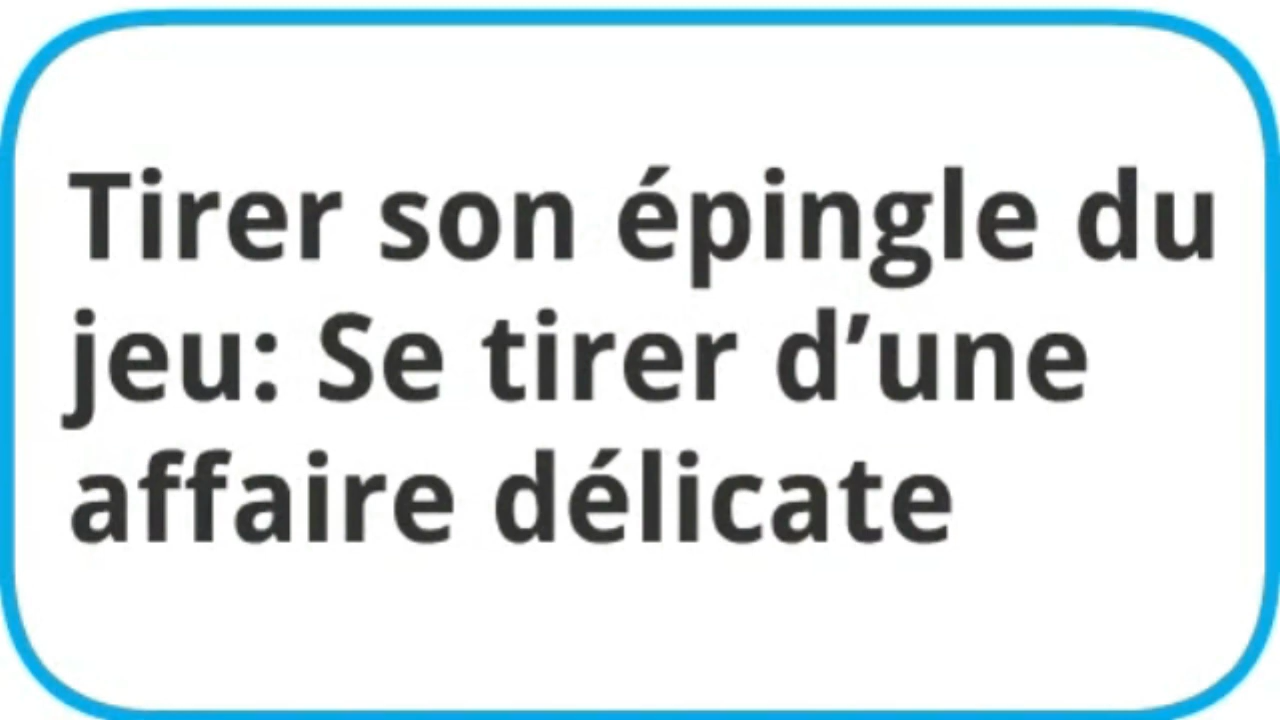 Tirer son épingle du
jeu: Se tirer d’une
affaire délicate